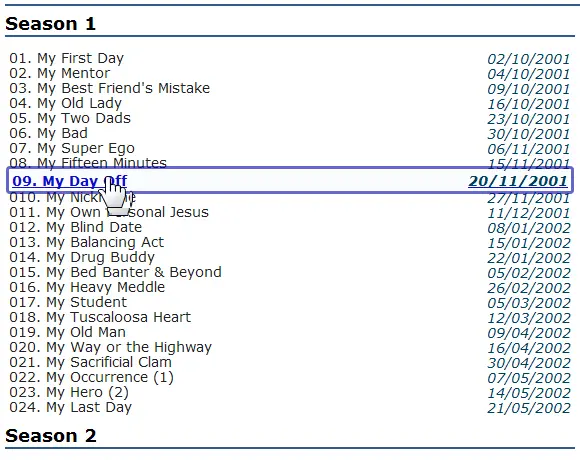 Season 1
01. My First Day 02/10/2001
02. My Mentor 04/10/2001
03. My Best Friend's Mistake 09/10/2001
04. My Old Lady 16/10/2001
05. My Two Dads 23/10/2001
06. My Bad 30/10/2001
07. My Super Ego 06/11/2001
08. My Fifteen Minutes 15/11/2001
09. My Day Off 20/11/2001
010. My Nickname 27/11/2001
011. My Own Personal Jesus 11/12/2001
012. My Blind Date 08/01/2002
013. My Balancing Act 15/01/2002
014. My Drug Buddy 22/01/2002
015. My Bed Banter & Beyond 05/02/2002
016. My Heavy Meddle 26/02/2002
017. My Student 05/03/2002
018. My Tuscaloosa Heart 12/03/2002
019. My Old Man 09/04/2002
020. My Way or the Highway 16/04/2002
021. My Sacrificial Clam 30/04/2002
022. My Occurrence (1) 07/05/2002
023. My Hero (2) 14/05/2002
024. My Last Day 21/05/2002
Season 2